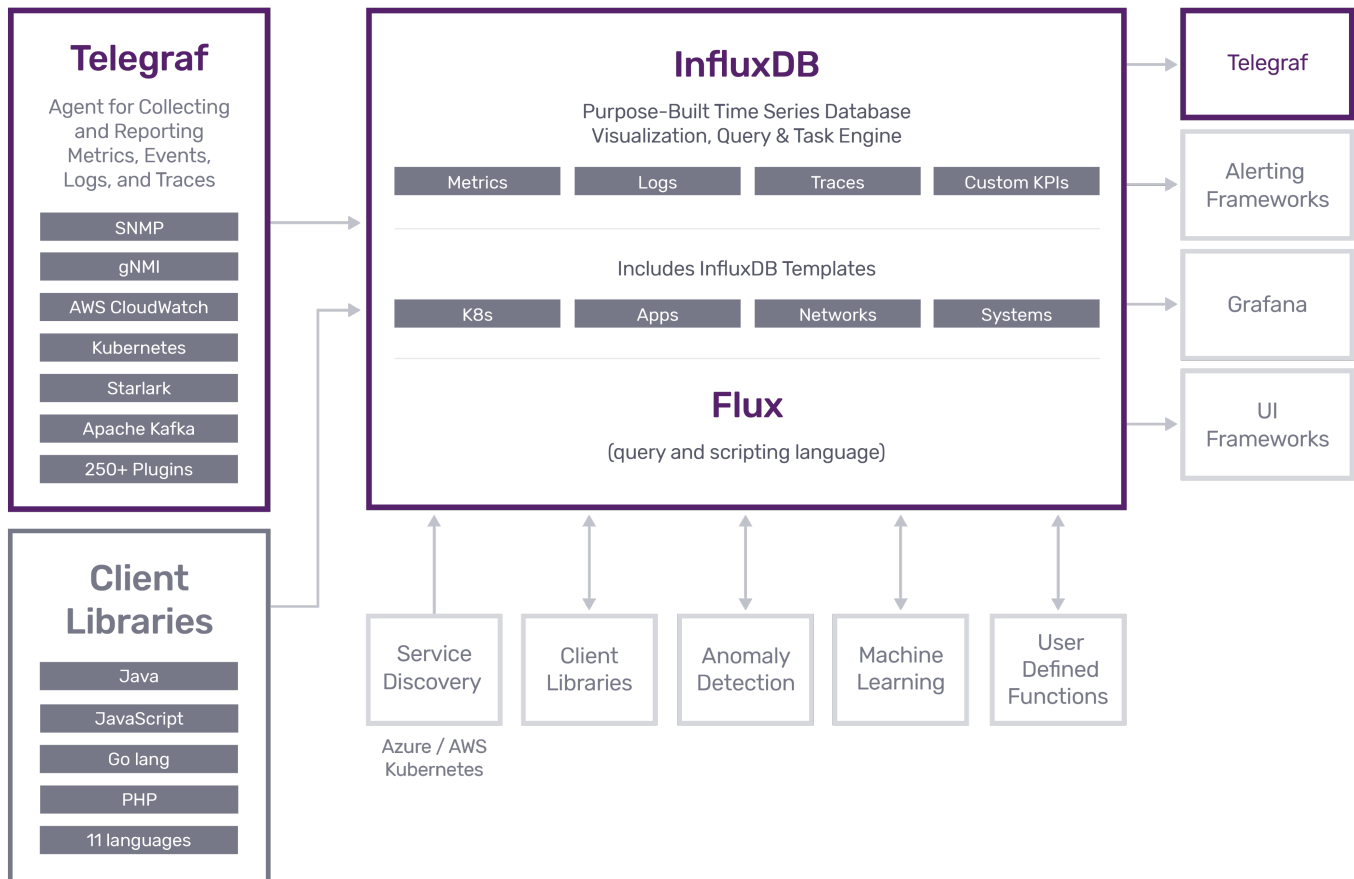 Telegraf
Agent for Collecting
and Reporting
Metrics, Events,
Logs, and Traces
SNMP
gNMI
AWS CloudWatch
Kubernetes
Starlark
Apache Kafka
250+ Plugins
Client
Libraries
Java
JavaScript
Go lang
PHP
11 languages
InfluxDB
Purpose-Built Time Series Database
Visualization, Query & Task Engine
Metrics
Logs
Traces
Custom KPIs
Includes InfluxDB Templates
K8s
Apps
Networks
Systems
Flux
(query and scripting language)
Service
Discovery
Azure / AWS
Kubernetes
Client
Libraries
Anomaly
Detection
Machine
Learning
User
Defined
Functions
Telegraf
Alerting
Frameworks
Grafana
UI
Frameworks